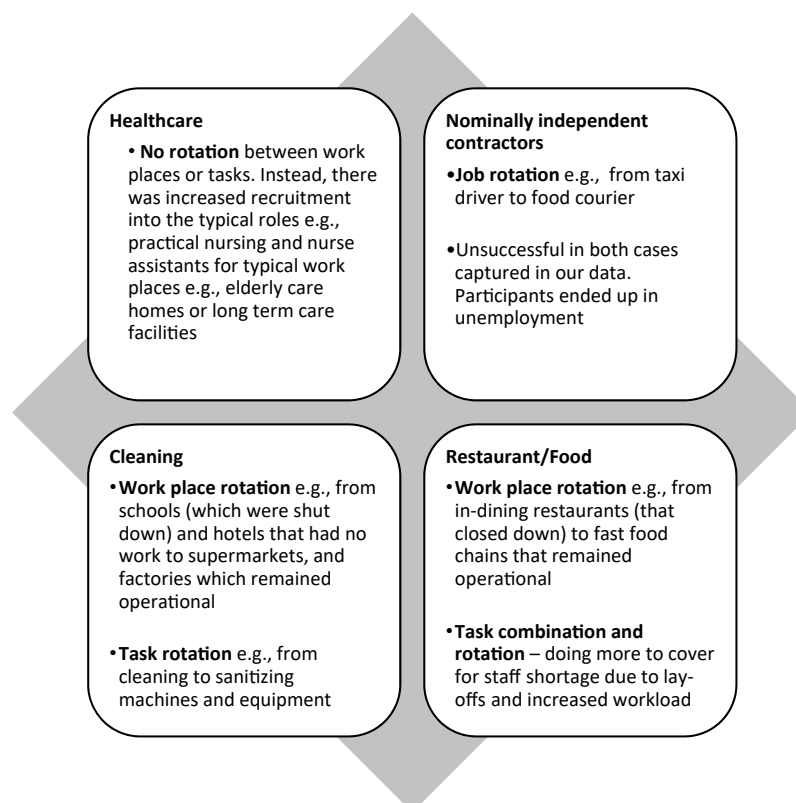 Healthcare
• No rotation between work
places or tasks. Instead, there
was increased recruitment
into the typical roles e.g.,
practical nursing and nurse
assistants for typical work
places e.g., elderly care
homes or long term care
facilities
Nominally independent
contractors
•Job rotation e.g., from taxi
driver to food courier
•Unsuccessful in both cases
captured in our data.
Participants ended up in
unemployment
Cleaning
•Work place rotation e.g., from
schools (which were shut
down) and hotels that had no
work to supermarkets, and
factories which remained
operational
•Task rotation e.g., from
cleaning to sanitizing
machines and equipment
Restaurant/Food
•Work place rotation e.g., from
in-dining restaurants (that
closed down) to fast food
chains that remained
operational
•Task combination and
rotation – doing more to cover
for staff shortage due to lay-
offs and increased workload